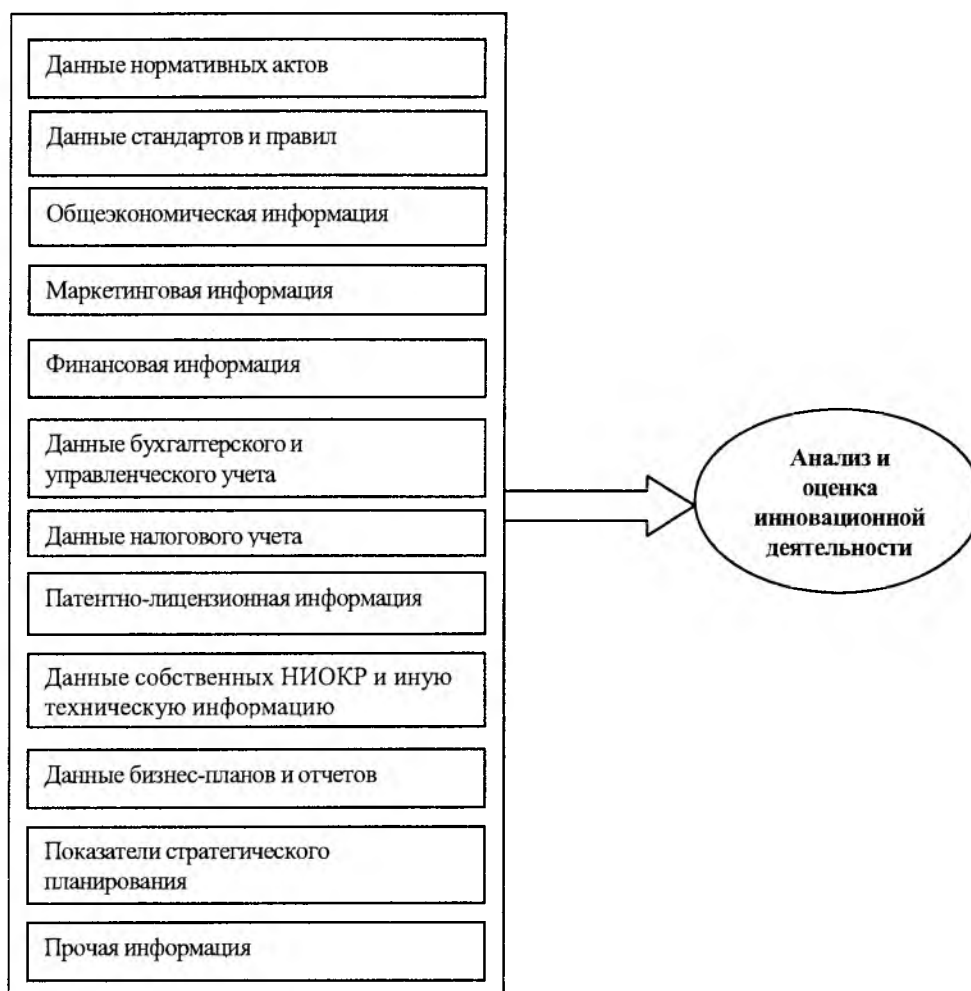 Данные нормативных актов
Данные стандартов и правил
Общеэкономическая информация
Маркетинговая информация
Финансовая информация
Данные бухгалтерского и
управленческого учета
Данные налогового учета
Патентно-лицензионная информация
Данные собственных НИОКР и иную
техническую информацию
Данные бизнес-планов и отчетов
Показатели стратегического
планирования
Прочая информация
Анализ и
оценка
инновационной
деятельности